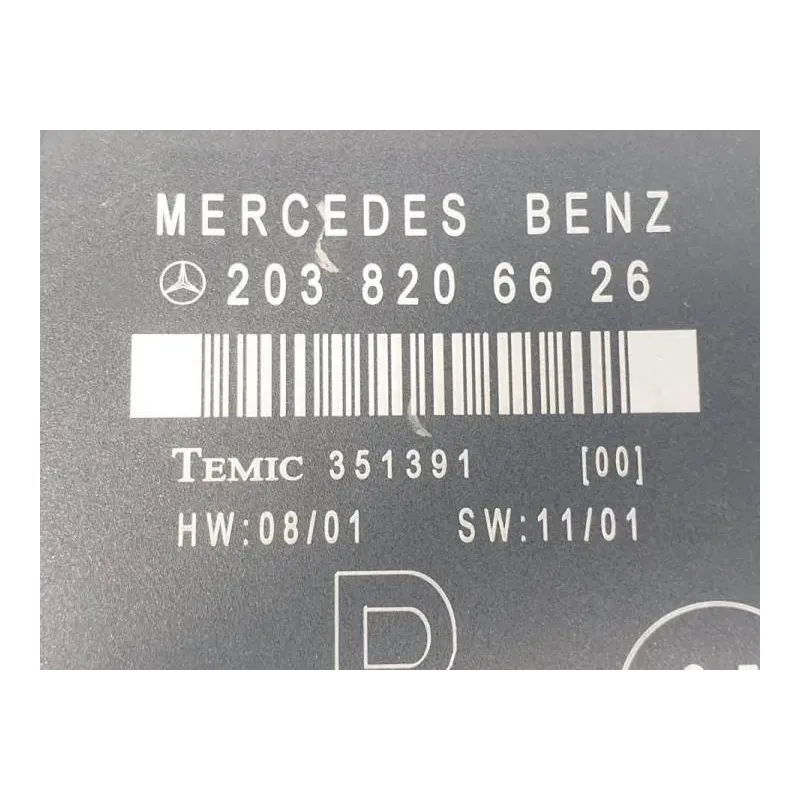 MERCEDES BENZ
203 820 66 26
TEMIC 351391 [00]
HW:08/01 SW:11/01
R